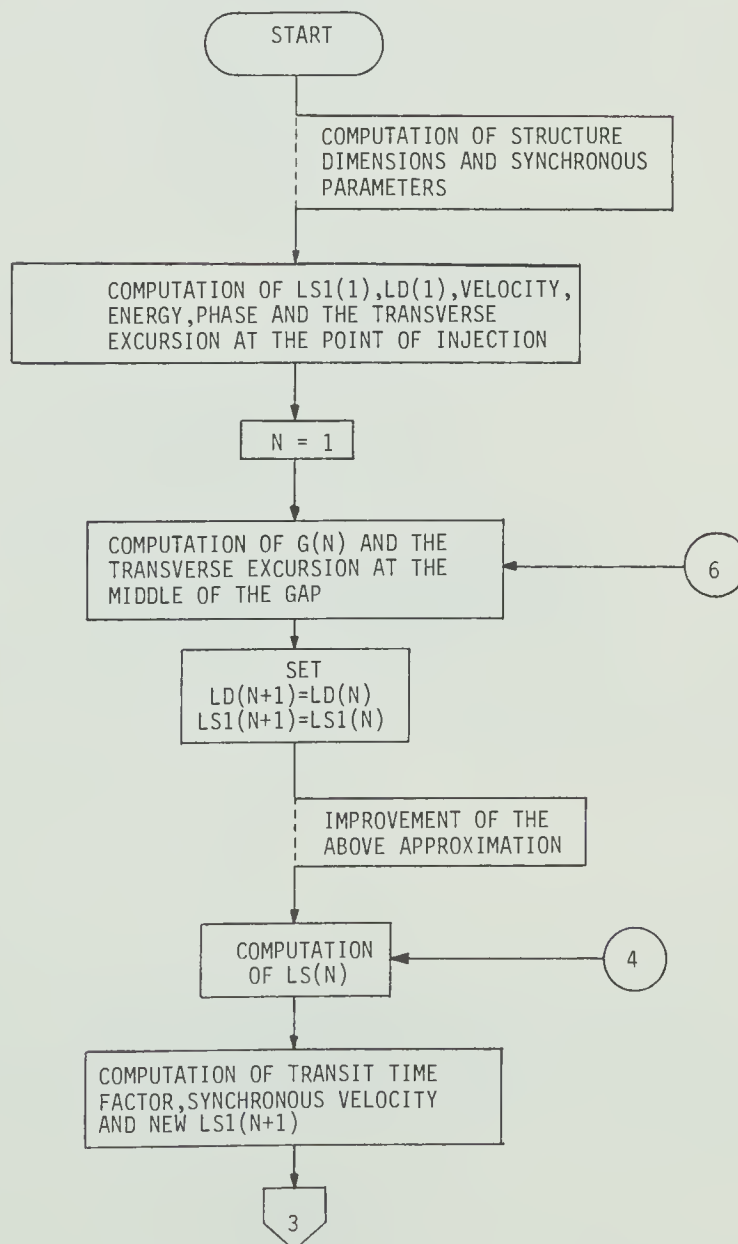 START
COMPUTATION OF STRUCTURE
DIMENSIONS AND SYNCHRONOUS
PARAMETERS
COMPUTATION OF LS1(1),LD(1),VELOCITY,
ENERGY,PHASE AND THE TRANSVERSE
EXCURSION AT THE POINT OF INJECTION
N = 1
COMPUTATION OF G(N) AND THE
TRANSVERSE EXCURSION AT THE
MIDDLE OF THE GAP
6
SET
LD(N+1)=LD(N)
LS1(N+1)=LS1(N)
IMPROVEMENT OF THE
ABOVE APPROXIMATION
COMPUTATION
OF LS(N)
4
COMPUTATION OF TRANSIT TIME
FACTOR,SYNCHRONOUS VELOCITY
AND NEW LS1(N+1)
3